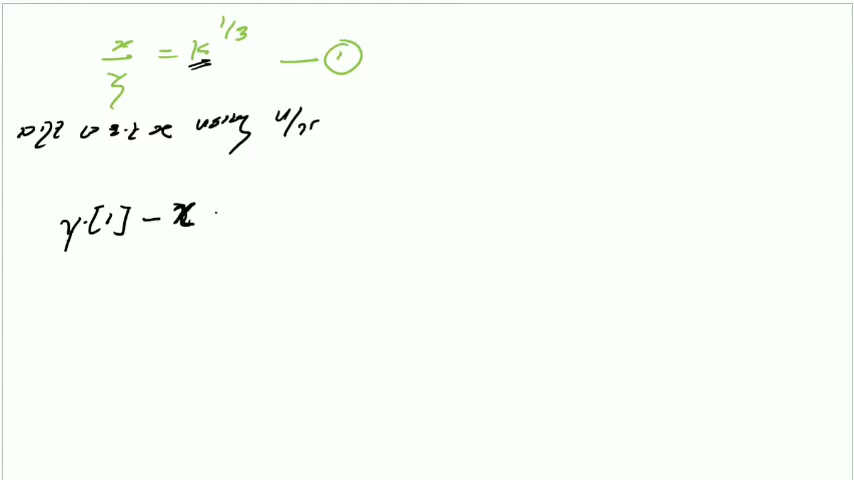 x/y = k^1/3 — ①
diff w.r.t x using u/v
y.[1] - x